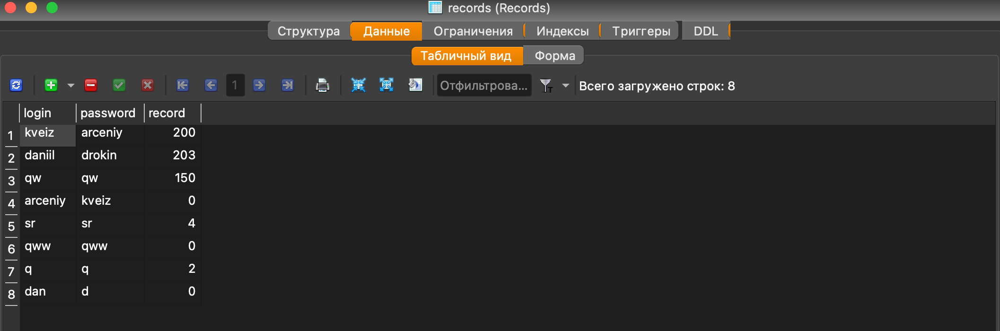 records (Records)
Структура Данные Ограничения Индексы Триггеры DDL
Табличный вид Форма
1 Отфильтрова... T Всего загружено строк: 8
login password record
1 kveiz arceniy 200
2 daniil drokin 203
3 qw qw 150
4 arceniy kveiz 0
5 sr sr 4
6 qww qww 0
7 q q 2
8 dan d 0